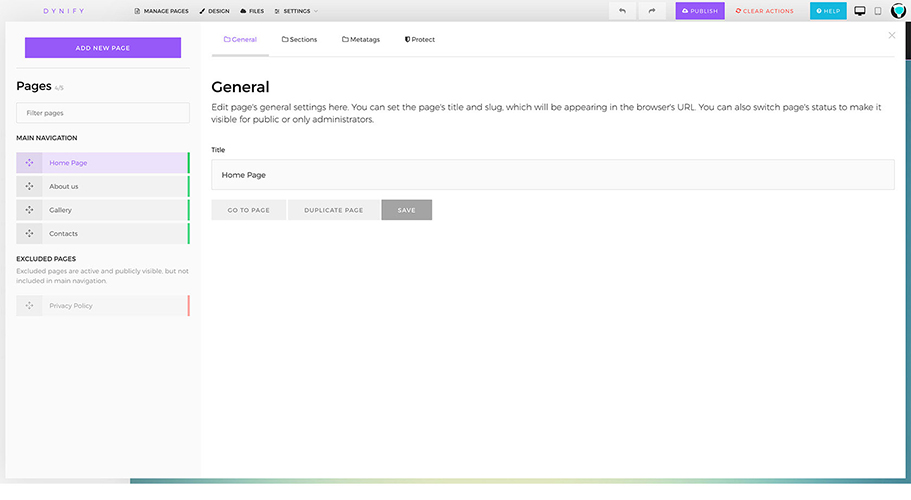 DYNIFY
MANAGE PAGES
DESIGN
FILES
SETTINGS
PUBLISH
CLEAR ACTIONS
HELP
ADD NEW PAGE
Pages 4/5
Filter pages
MAIN NAVIGATION
Home Page
About us
Gallery
Contacts
EXCLUDED PAGES
Excluded pages are active and publicly visible, but not
included in main navigation.
Privacy Policy
General
Sections
Metatags
Protect
General
Edit page's general settings here. You can set the page's title and slug, which will be appearing in the browser's URL. You can also switch page's status to make it
visible for public or only administrators.
Title
Home Page
GO TO PAGE
DUPLICATE PAGE
SAVE